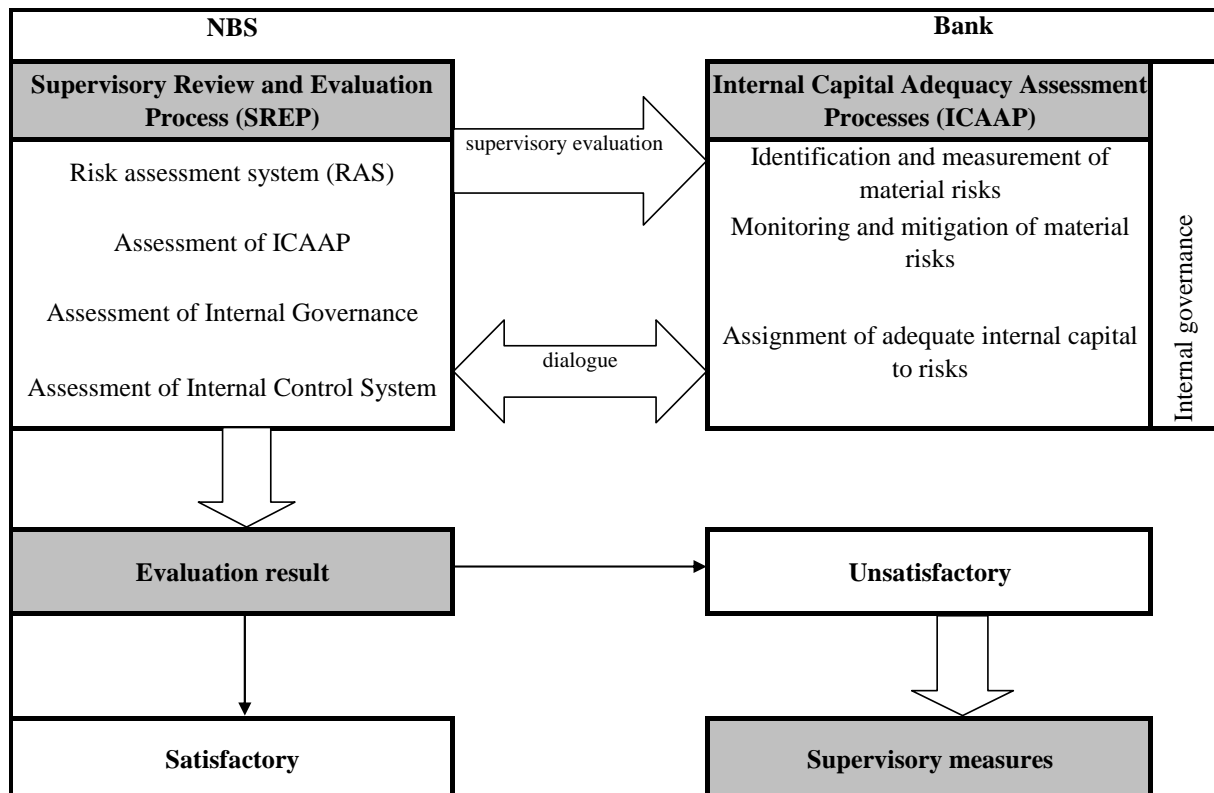 NBS
Bank
Supervisory Review and Evaluation
Process (SREP)
Internal Capital Adequacy Assessment
Processes (ICAAP)
supervisory evaluation
Risk assessment system (RAS)
Assessment of ICAAP
Assessment of Internal Governance
Assessment of Internal Control System
Identification and measurement of
material risks
Monitoring and mitigation of material
risks
Assignment of adequate internal capital
to risks
Internal governance
dialogue
Evaluation result
Unsatisfactory
Satisfactory
Supervisory measures